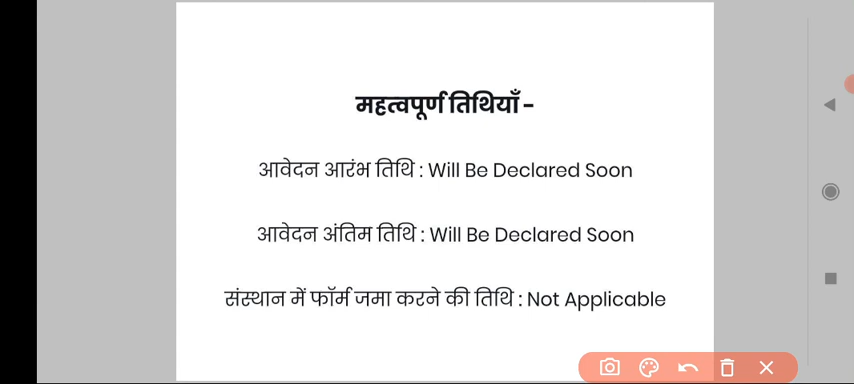 महत्वपूर्ण तिथियाँ -
आवेदन आरंभ तिथि : Will Be Declared Soon
आवेदन अंतिम तिथि : Will Be Declared Soon
संस्थान में फॉर्म जमा करने की तिथि : Not Applicable